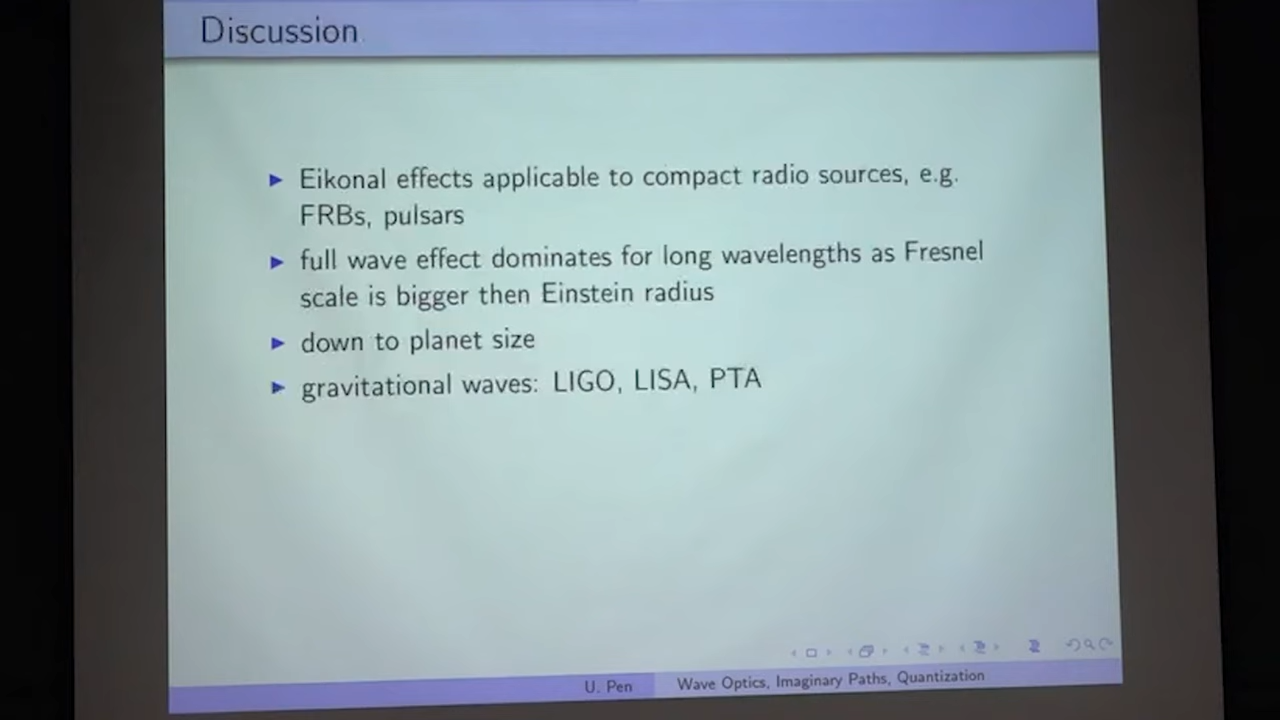 Discussion
Eikonal effects applicable to compact radio sources, e.g.
FRBs, pulsars
full wave effect dominates for long wavelengths as Fresnel
scale is bigger then Einstein radius
down to planet size
gravitational waves: LIGO, LISA, PTA
U. Pen Wave Optics, Imaginary Paths, Quantization